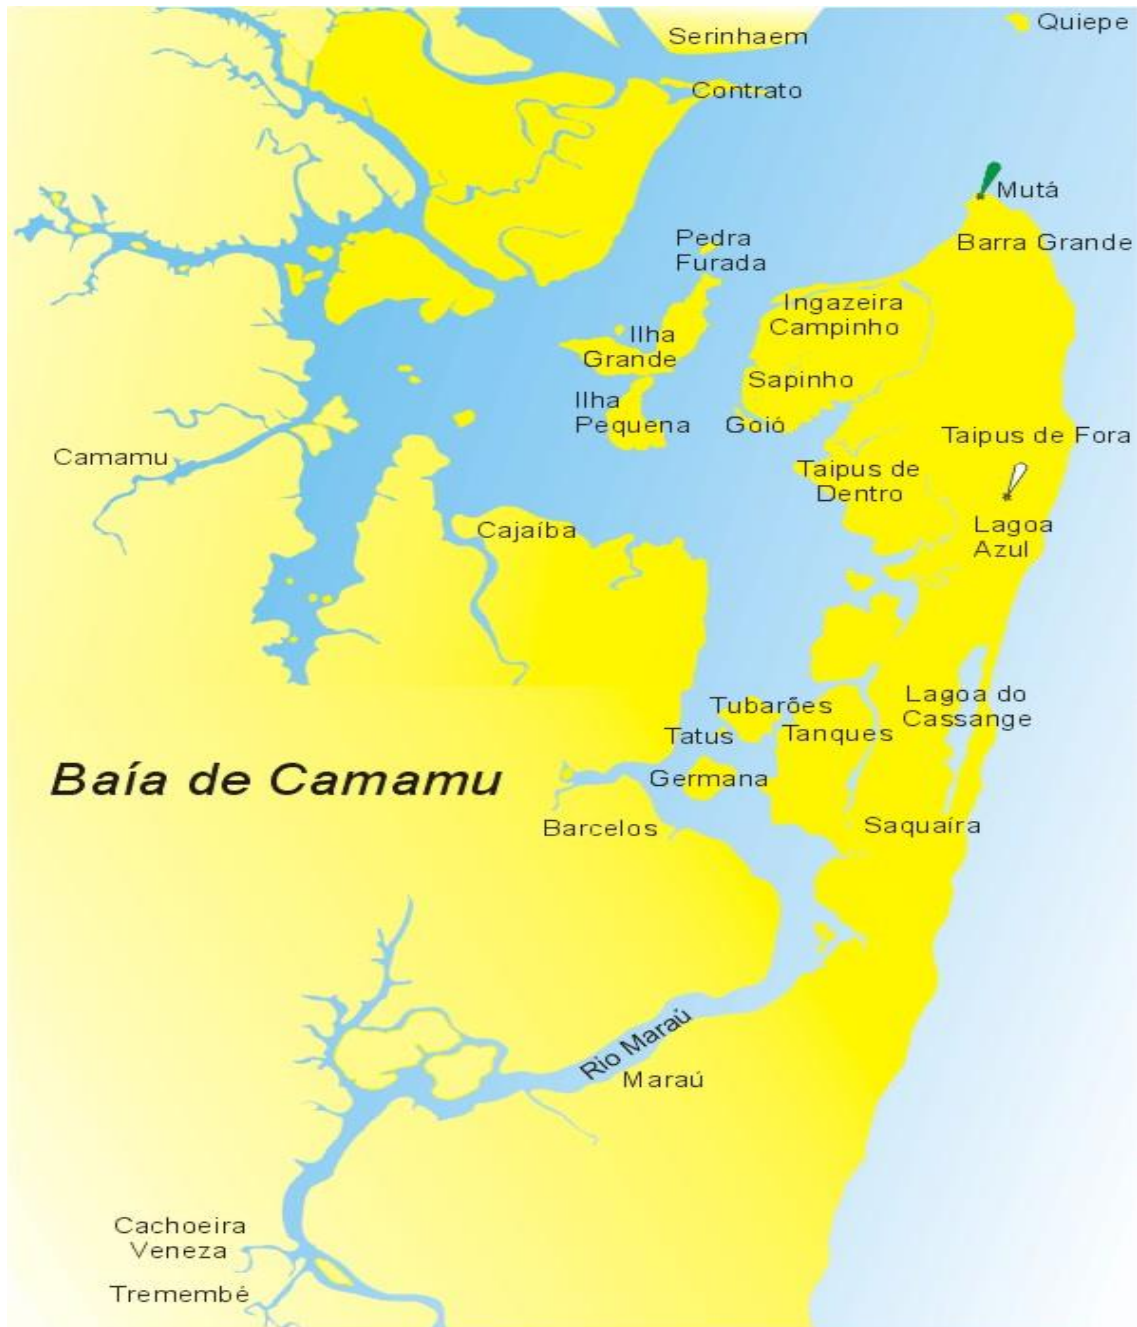 Quiepe
Serinhaem
Contrato
Mutá
Barra Grande
Pedra
Furada
Ingazeira
Campinho
Ilha
Grande
Sapinho
Ilha
Pequena
Goió
Taipus de Fora
Camamu
Taipus de
Dentro
Lagoa
Azul
Cajaíba
Lagoa do
Cassange
Tubarões
Tatus
Tanques
Baía de Camamu
Germana
Barcelos
Saquaíra
Rio Maraú
Maraú
Cachoeira
Veneza
Tremembé